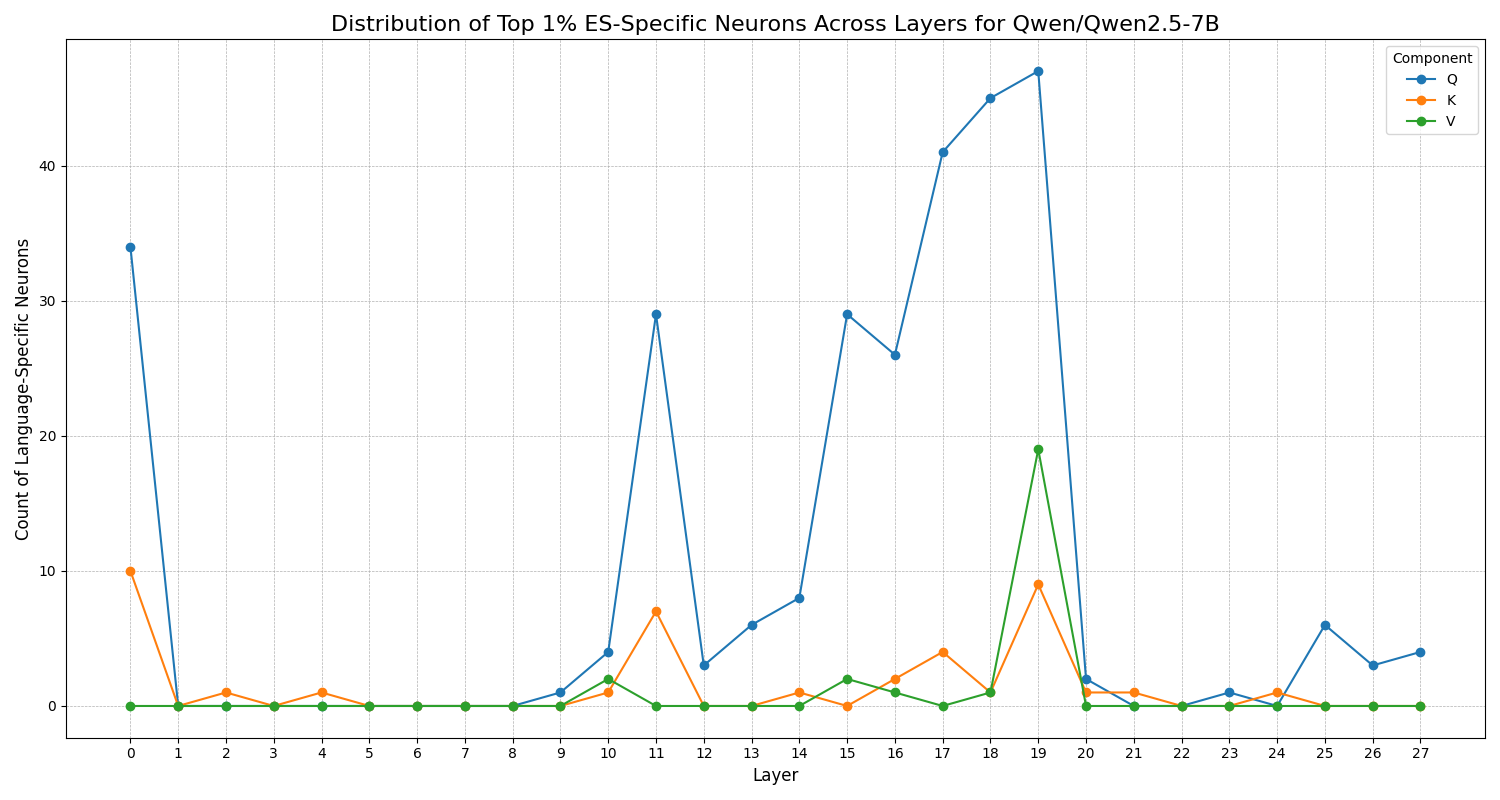 Distribution of Top 1% ES-Specific Neurons Across Layers for Qwen/Qwen2.5-7B
Component
Q
K
V
Count of Language-Specific Neurons
40
30
20
10
0
0 1 2 3 4 5 6 7 8 9 10 11 12 13 14 15 16 17 18 19 20 21 22 23 24 25 26 27
Layer